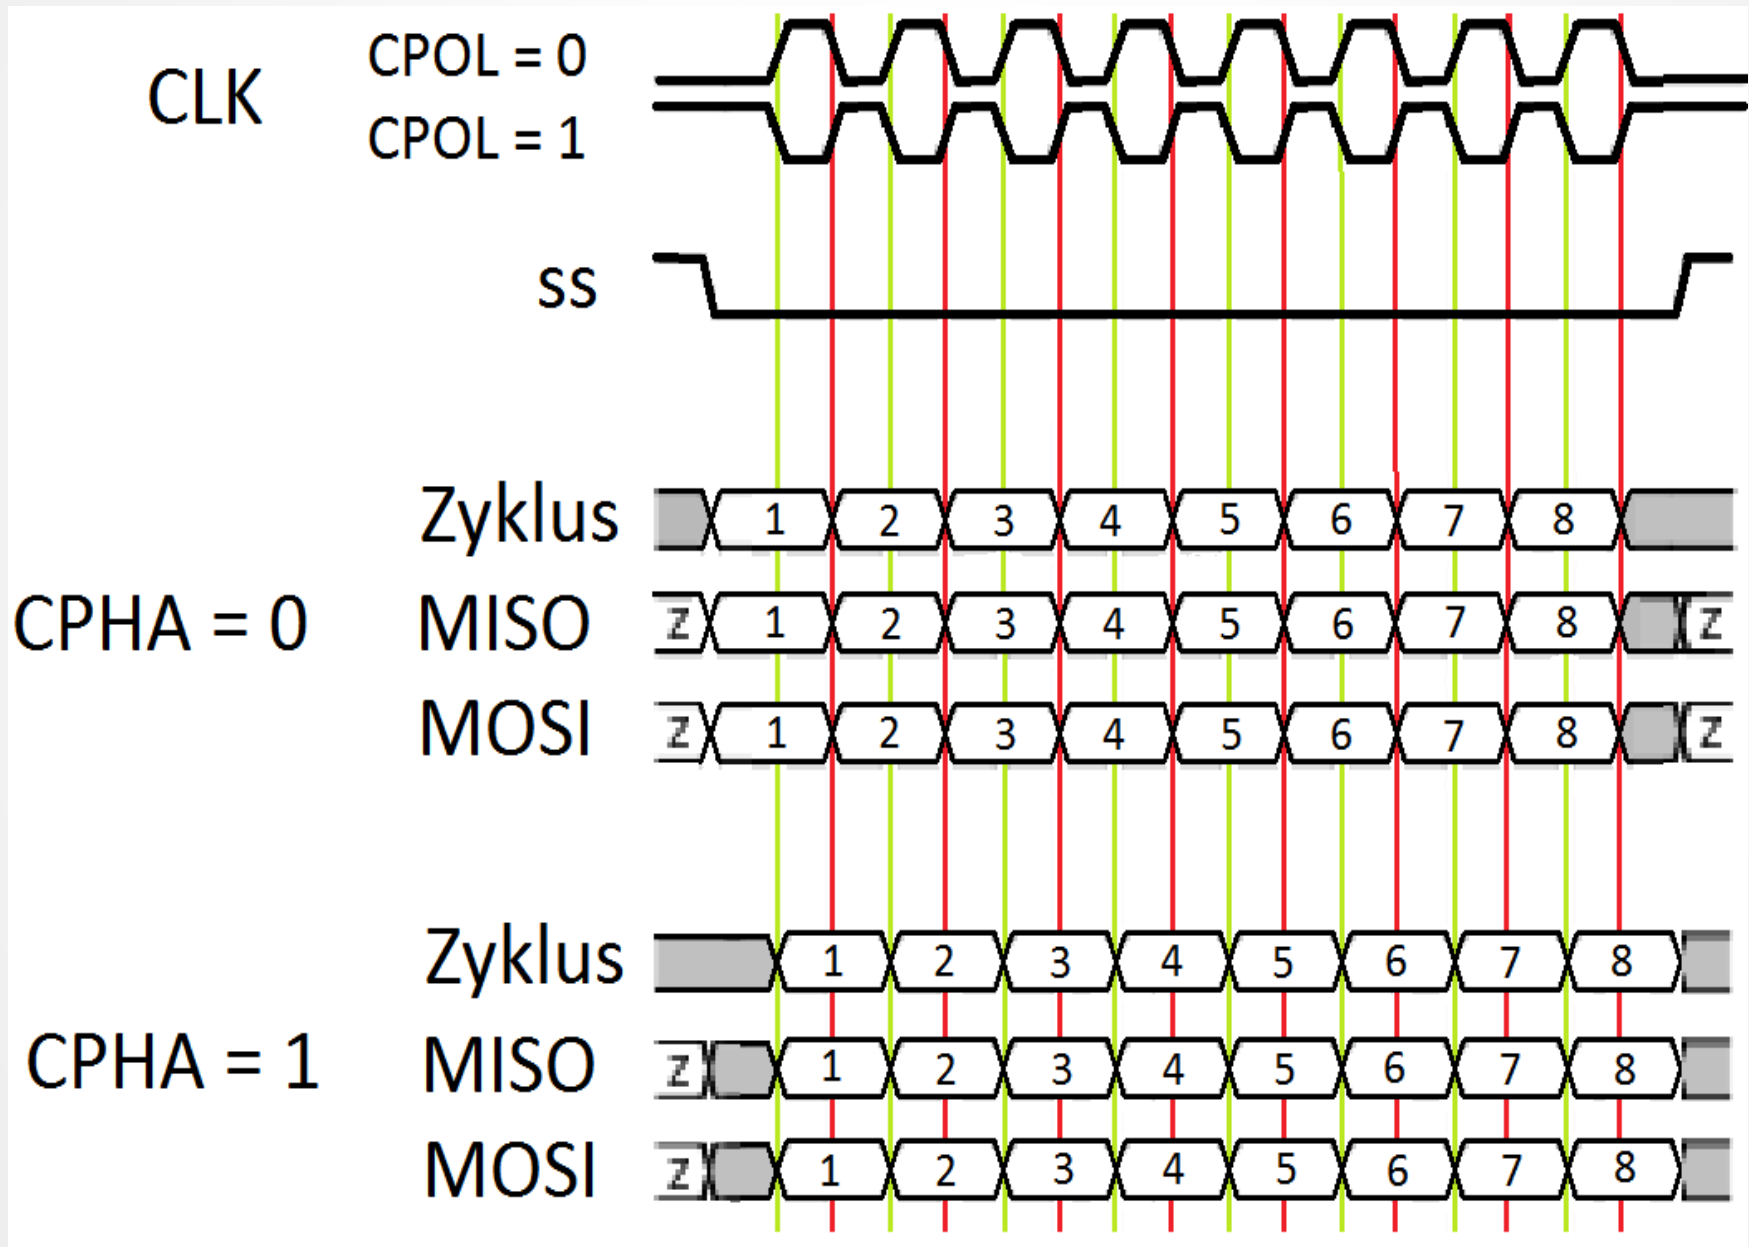 CLK
CPOL = 0
CPOL = 1
ss
Zyklus 1 2 3 4 5 6 7 8
CPHA = 0 MISO Z 1 2 3 4 5 6 7 8 Z
MOSI Z 1 2 3 4 5 6 7 8 Z
Zyklus 1 2 3 4 5 6 7 8
CPHA = 1 MISO Z 1 2 3 4 5 6 7 8
MOSI Z 1 2 3 4 5 6 7 8